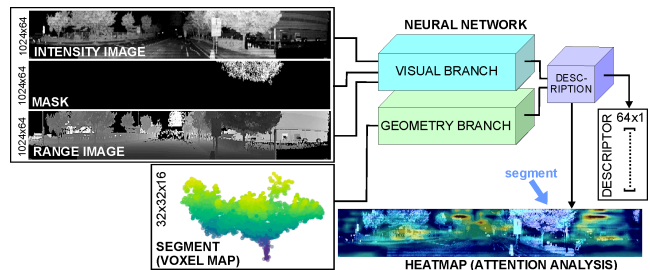 1024x64
INTENSITY IMAGE
1024x64
MASK
1024x64
RANGE IMAGE
32x32x16
SEGMENT
(VOXEL MAP)
NEURAL NETWORK
VISUAL BRANCH
GEOMETRY BRANCH
DESC-
RIPTION
DESCRIPTOR
64x1
segment
HEATMAP (ATTENTION ANALYSIS)